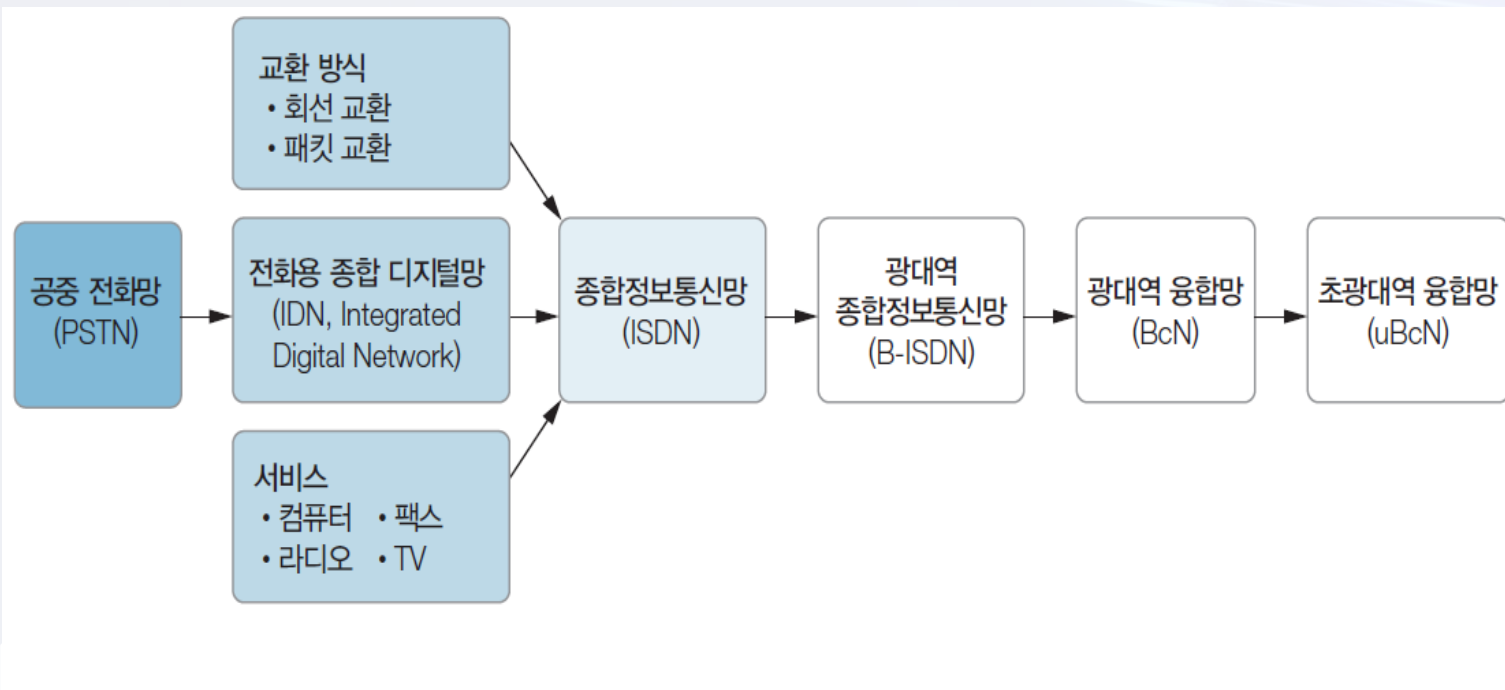 교환 방식
• 회선 교환
• 패킷 교환
공중 전화망
(PSTN)
전화용 종합 디지털망
(IDN, Integrated
Digital Network)
서비스
• 컴퓨터 • 팩스
• 라디오 • TV
종합정보통신망
(ISDN)
광대역
종합정보통신망
(B-ISDN)
광대역 융합망
(BcN)
초광대역 융합망
(uBcN)